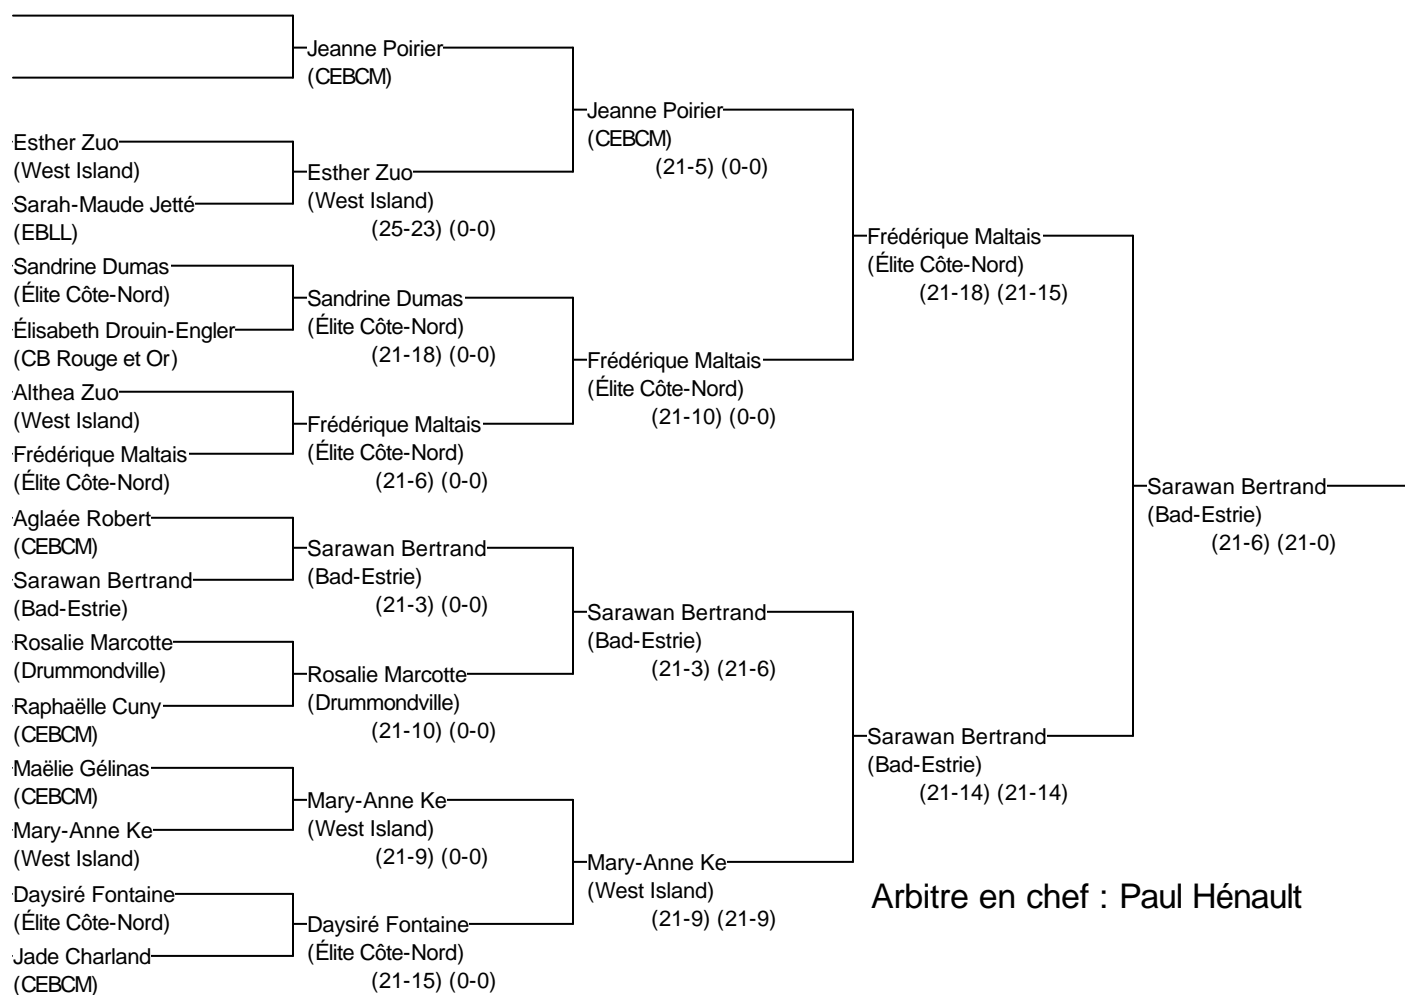 Jeanne Poirier
(CEBCM)
Jeanne Poirier
(CEBCM)
(21-5) (0-0)
Esther Zuo
(West Island)
Esther Zuo
(West Island)
(25-23) (0-0)
Sarah-Maude Jetté
(EBLL)
Frédérique Maltais
(Élite Côte-Nord)
(21-18) (21-15)
Sandrine Dumas
(Élite Côte-Nord)
Sandrine Dumas
(Élite Côte-Nord)
(21-18) (0-0)
Élisabeth Drouin-Engler
(CB Rouge et Or)
Frédérique Maltais
(Élite Côte-Nord)
(21-10) (0-0)
Althea Zuo
(West Island)
Frédérique Maltais
(Élite Côte-Nord)
(21-6) (0-0)
Frédérique Maltais
(Élite Côte-Nord)
Sarawan Bertrand
(Bad-Estrie)
(21-6) (21-0)
Aglaée Robert
(CEBCM)
Sarawan Bertrand
(Bad-Estrie)
(21-3) (0-0)
Sarawan Bertrand
(Bad-Estrie)
Sarawan Bertrand
(Bad-Estrie)
(21-3) (21-6)
Rosalie Marcotte
(Drummondville)
Rosalie Marcotte
(Drummondville)
(21-10) (0-0)
Raphaëlle Cuny
(CEBCM)
Sarawan Bertrand
(Bad-Estrie)
(21-14) (21-14)
Maëlie Gélinas
(CEBCM)
Mary-Anne Ke
(West Island)
(21-9) (0-0)
Mary-Anne Ke
(West Island)
Mary-Anne Ke
(West Island)
(21-9) (21-9)
Arbitre en chef : Paul Hénault
Daysiré Fontaine
(Élite Côte-Nord)
Daysiré Fontaine
(Élite Côte-Nord)
(21-15) (0-0)
Jade Charland
(CEBCM)